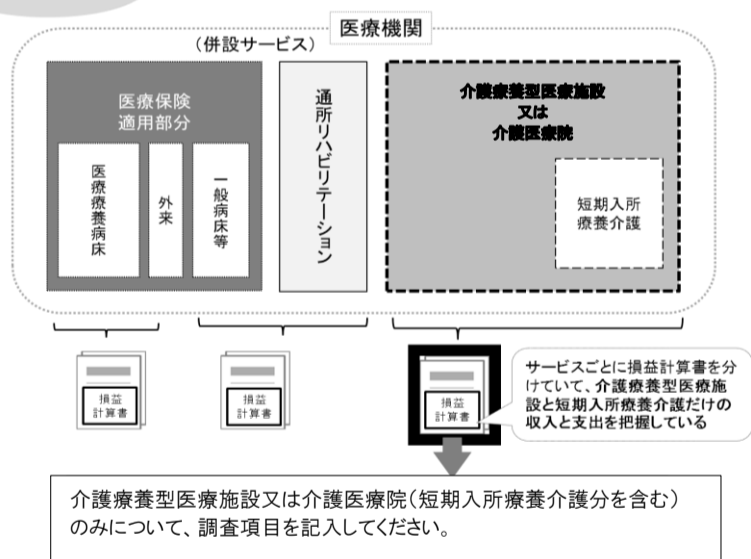 医療機関
（併設サービス）
医療保険
適用部分
医療療養病床
外来
一般病床等
通所リハビリテーション
介護療養型医療施設
又は
介護医療院
短期入所
療養介護
損益
計算書
損益
計算書
損益
計算書
サービスごとに損益計算書を分
けていて、介護療養型医療施
設と短期入所療養介護だけの
収入と支出を把握している
介護療養型医療施設又は介護医療院（短期入所療養介護分を含む）
のみについて、調査項目を記入してください。